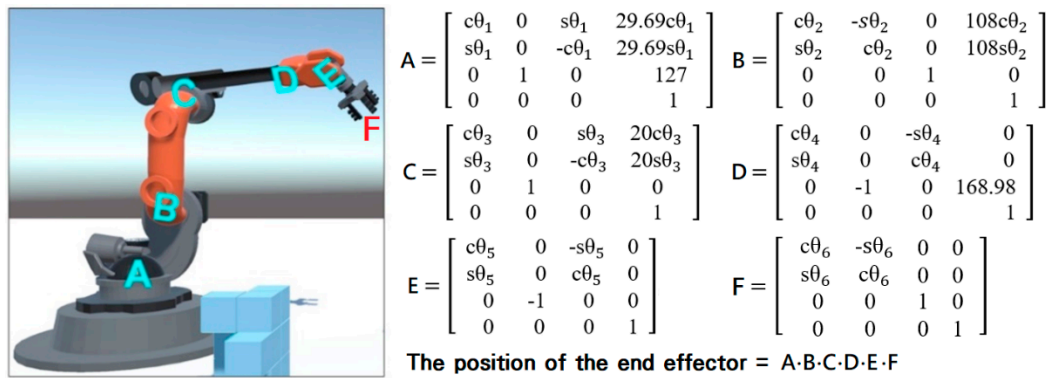 A = [ cθ₁ 0 sθ₁ 29.69cθ₁
sθ₁ 0 -cθ₁ 29.69sθ₁
0 1 0 127
0 0 0 1 ]
B = [ cθ₂ -sθ₂ 0 108cθ₂
sθ₂ cθ₂ 0 108sθ₂
0 0 1 0
0 0 0 1 ]
C = [ cθ₃ 0 sθ₃ 20cθ₃
sθ₃ 0 -cθ₃ 20sθ₃
0 1 0 0
0 0 0 1 ]
D = [ cθ₄ 0 -sθ₄ 0
sθ₄ 0 cθ₄ 0
0 -1 0 168.98
0 0 0 1 ]
E = [ cθ₅ 0 -sθ₅ 0
sθ₅ 0 cθ₅ 0
0 -1 0 0
0 0 0 1 ]
F = [ cθ₆ -sθ₆ 0 0
sθ₆ cθ₆ 0 0
0 0 1 0
0 0 0 1 ]
The position of the end effector = A·B·C·D·E·F
A
B
C
D
E
F